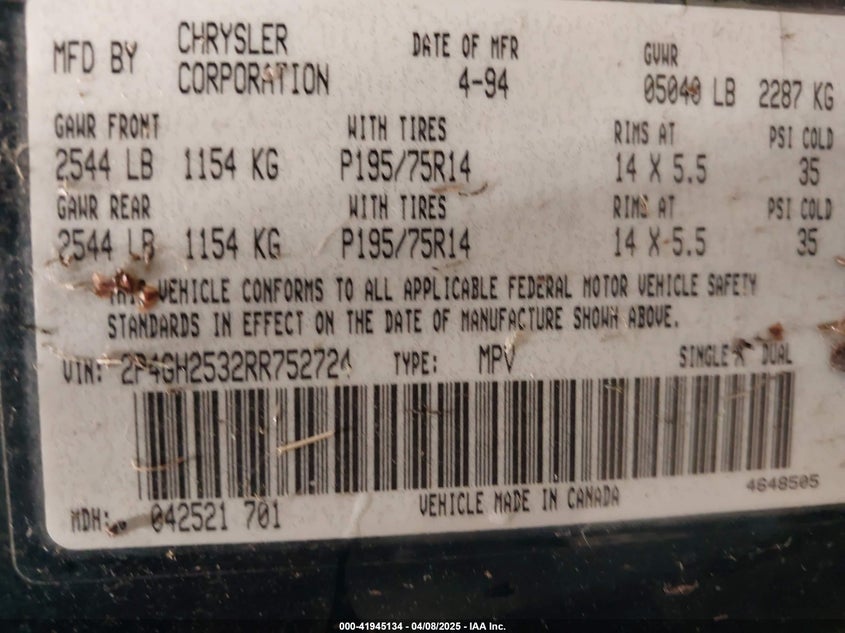 MFD BY CHRYSLER CORPORATION DATE OF MFR 4-94 GVWR 05040 LB 2287 KG
GAWR FRONT WITH TIRES RIMS AT PSI COLD
2544 LB 1154 KG P195/75R14 14 X 5.5 35
GAWR REAR WITH TIRES RIMS AT PSI COLD
2544 LB 1154 KG P195/75R14 14 X 5.5 35
THIS VEHICLE CONFORMS TO ALL APPLICABLE FEDERAL MOTOR VEHICLE SAFETY
STANDARDS IN EFFECT ON THE DATE OF MANUFACTURE SHOWN ABOVE.
VIN: 2P4GH2532RR752724 TYPE: MPV SINGLE X DUAL
4648505
MDH: 042521 701 VEHICLE MADE IN CANADA
000-41945134 - 04/08/2025 - IAA Inc.